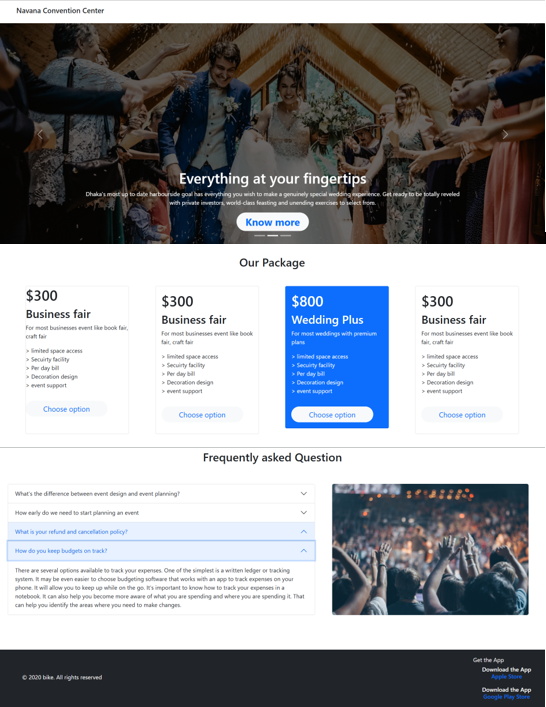 Navana Convention Center
Everything at your fingertips
Dhaka's most up to date harbourside goal has everything you wish to make a genuinely special wedding experience. Get ready to be totally reveled
with private investors, world-class feasting and unending exercises to select from.
Know more
Our Package
$300
Business fair
For most businesses event like book fair,
craft fair
> limited space access
> Secuirty facility
> Per day bill
> Decoration design
> event support
Choose option
$300
Business fair
For most businesses event like book
fair, craft fair
> limited space access
> Secuirty facility
> Per day bill
> Decoration design
> event support
Choose option
$800
Wedding Plus
For most weddings with premium
plans
> limited space access
> Secuirty facility
> Per day bill
> Decoration design
> event support
Choose option
$300
Business fair
For most businesses event like book
fair, craft fair
> limited space access
> Secuirty facility
> Per day bill
> Decoration design
> event support
Choose option
Frequently asked Question
What's the difference between event design and event planning?
How early do we need to start planning an event
What is your refund and cancellation policy?
How do you keep budgets on track?
There are several options available to track your expenses. One of the simplest is a written ledger or tracking
system. It may be even easier to choose budgeting software that works with an app to track expenses on your
phone. It will allow you to keep up while on the go. It's important to know how to track your expenses in a
notebook. It can also help you become more aware of what you are spending and where you are spending it. That
can help you identify the areas where you need to make changes.
© 2020 bike. All rights reserved
Get the App
Download the App
Apple Store
Download the App
Google Play Store